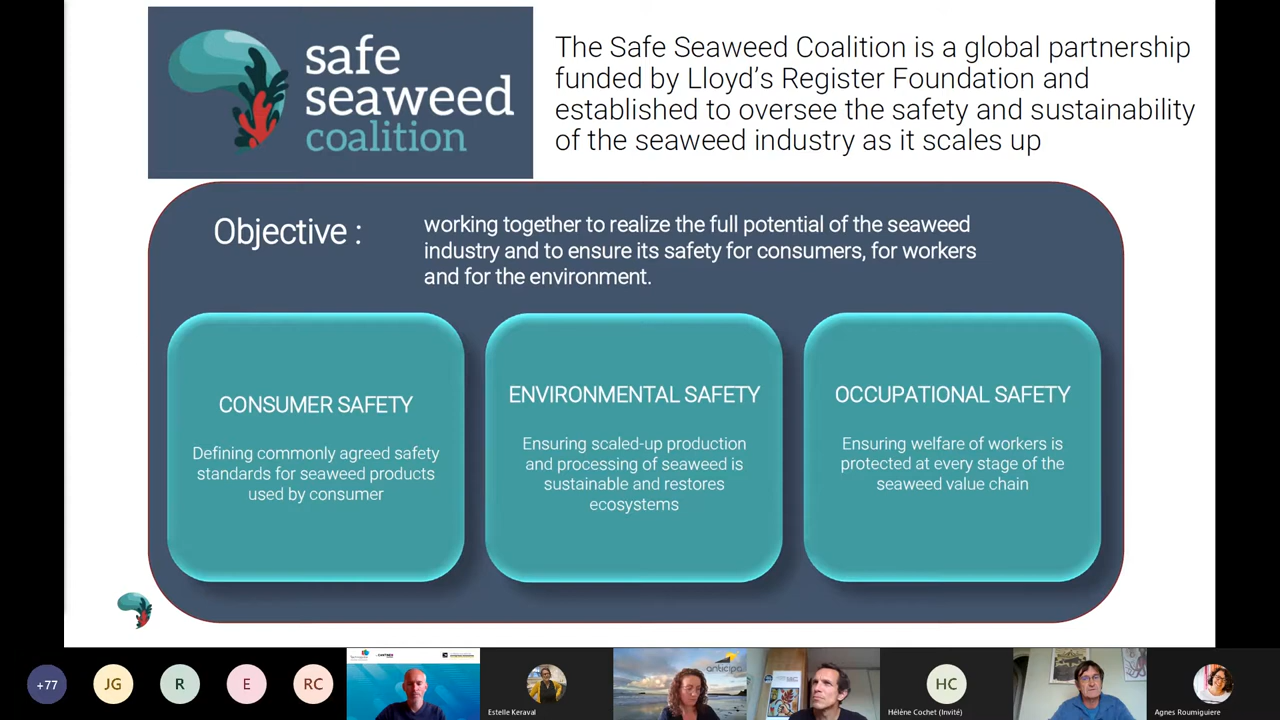 safe
seaweed
coalition
The Safe Seaweed Coalition is a global partnership
funded by Lloyd's Register Foundation and
established to oversee the safety and sustainability
of the seaweed industry as it scales up
Objective :
working together to realize the full potential of the seaweed
industry and to ensure its safety for consumers, for workers
and for the environment.
CONSUMER SAFETY
Defining commonly agreed safety
standards for seaweed products
used by consumer
ENVIRONMENTAL SAFETY
Ensuring scaled-up production
and processing of seaweed is
sustainable and restores
ecosystems
OCCUPATIONAL SAFETY
Ensuring welfare of workers is
protected at every stage of the
seaweed value chain
+77
JG
R
E
RC
Estelle Keraval
anticipe
HC
Hélène Cochet (Invité)
Agnes Roumiguiere